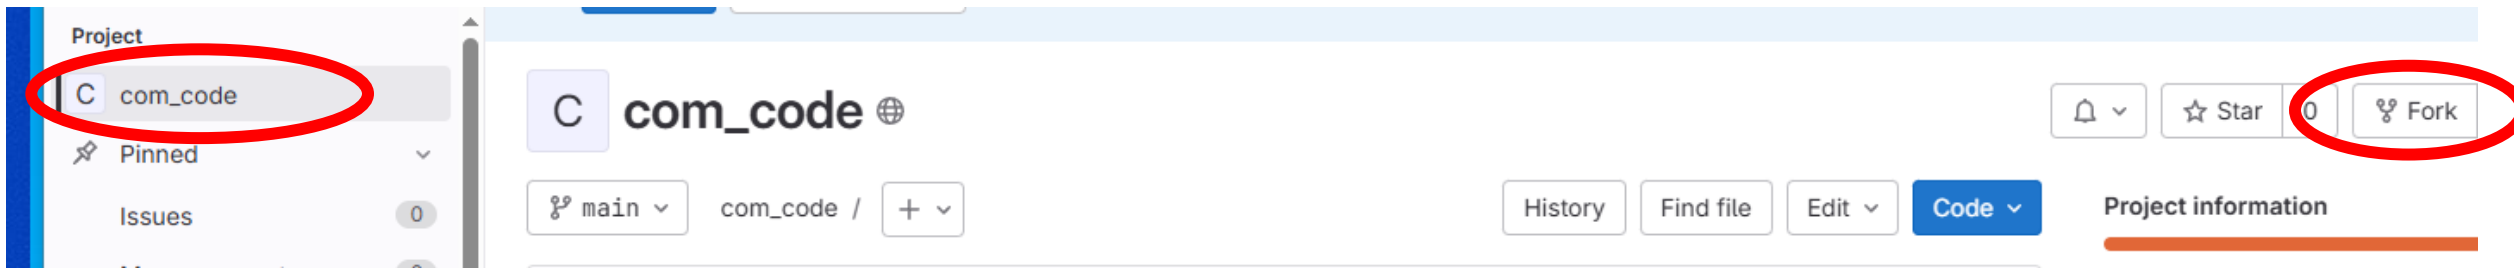 Project
C com_code
Pinned
Issues 0
C com_code
Star 0
Fork
main
com_code / +
History
Find file
Edit
Code
Project information